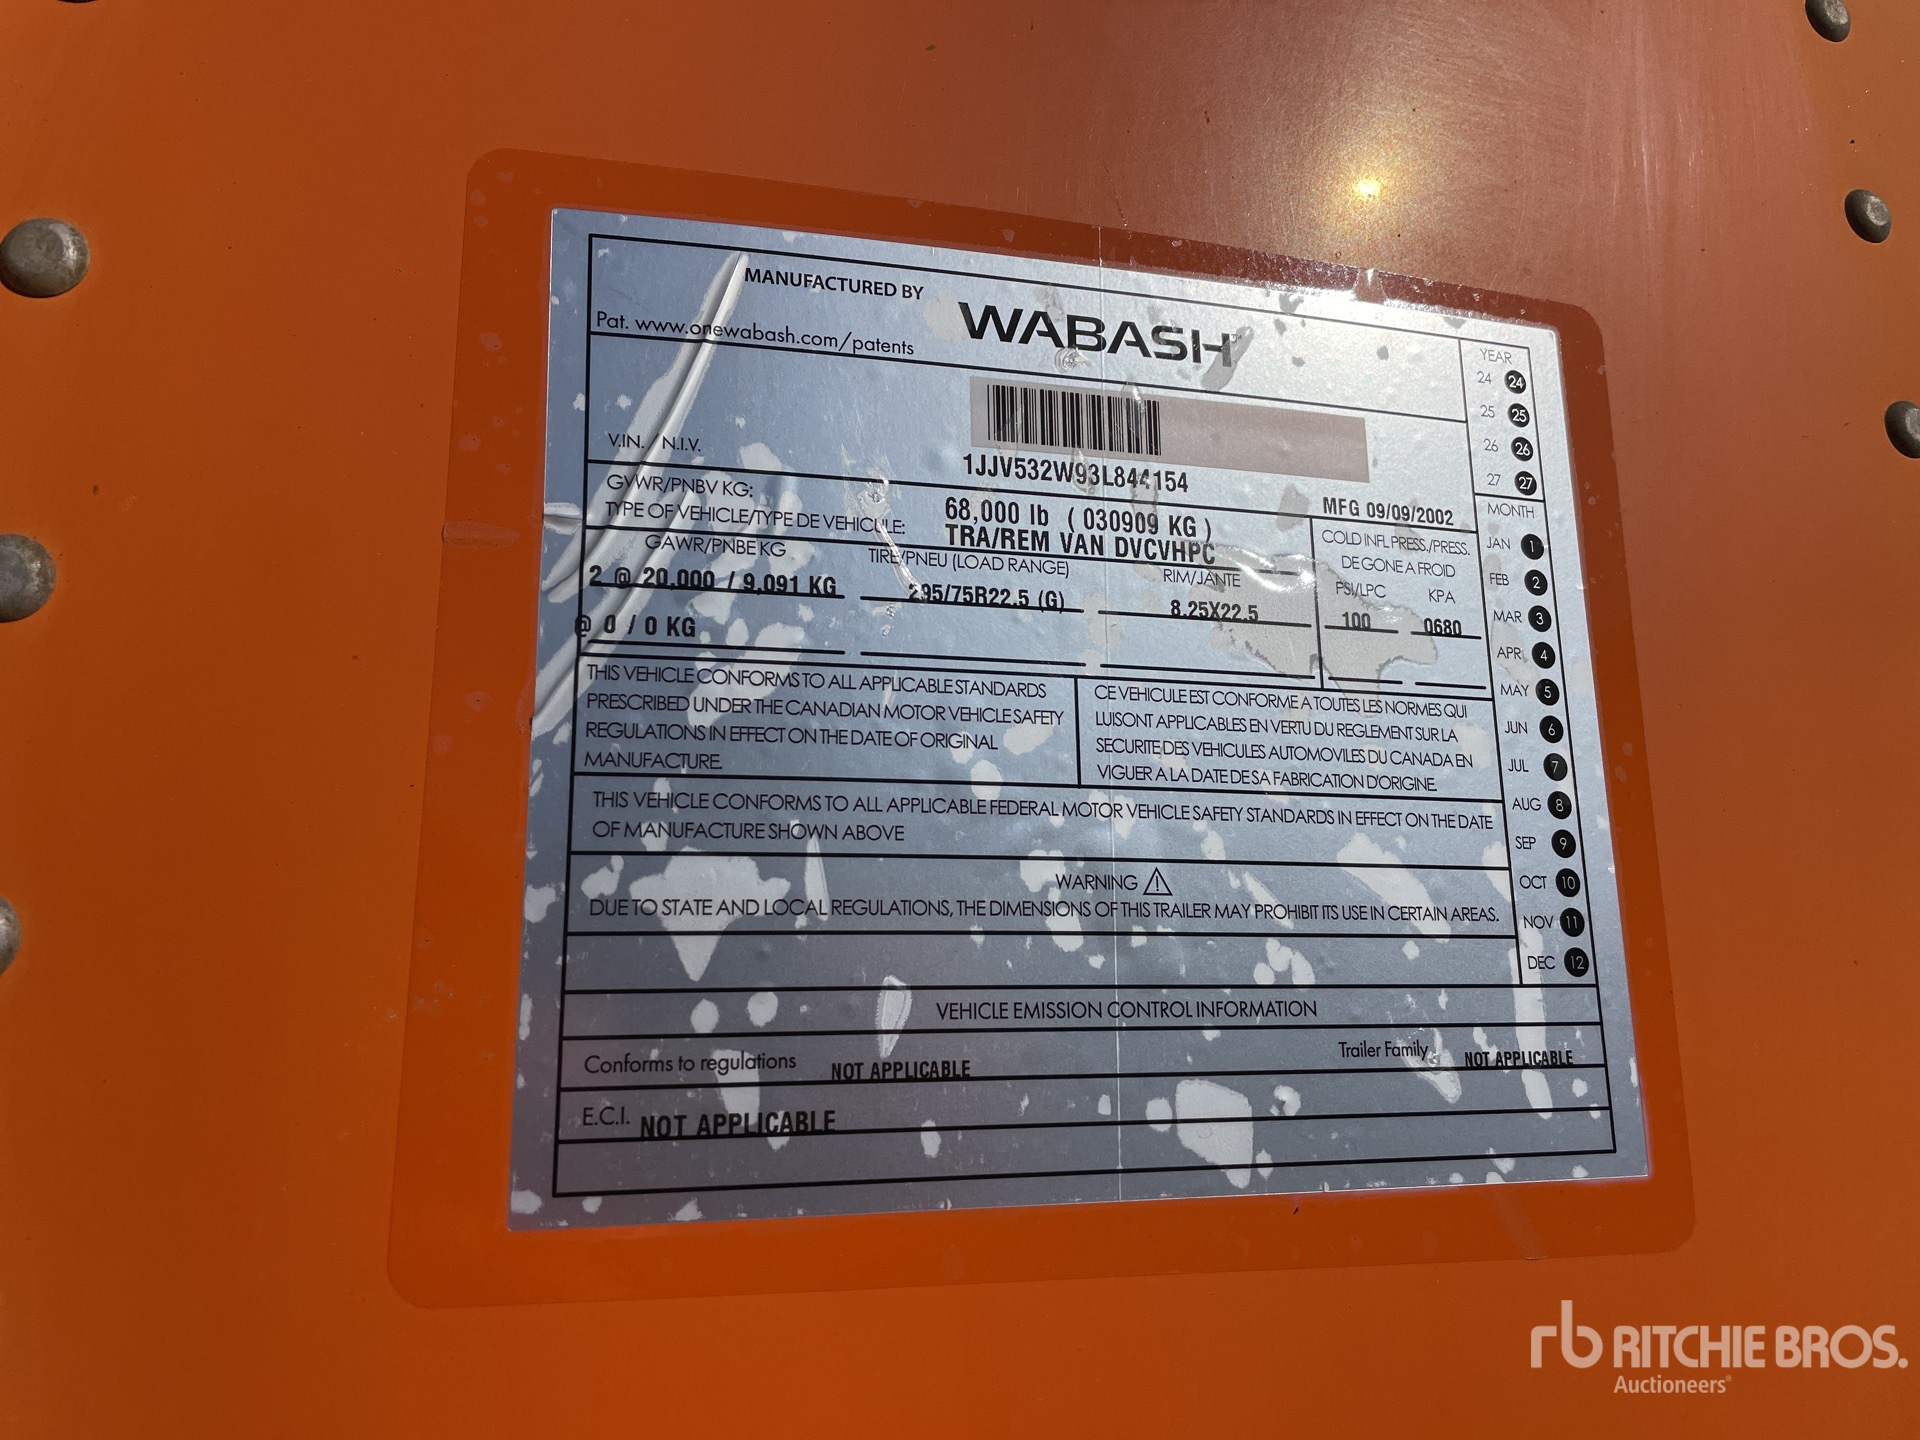 MANUFACTURED BY
WABASH™
Pat. www.onewabash.com/patents
V.I.N. / N.I.V.
1JJV532W93L844154
GVWR/PNBV KG:
68,000 lb ( 030909 KG )
MFG 09/09/2002
TYPE OF VEHICLE/TYPE DE VEHICULE:
TRA/REM VAN DVCVHPC
GAWR/PNBE KG
TIRE/PNEU (LOAD RANGE)
RIM/JANTE
COLD INFL PRESS./PRESS.
DE GONE A FROID
PSI/LPC KPA
2 @ 20,000 / 9,091 KG 295/75R22.5 (G) 8.25X22.5 100 0680
@ 0 / 0 KG
THIS VEHICLE CONFORMS TO ALL APPLICABLE STANDARDS
PRESCRIBED UNDER THE CANADIAN MOTOR VEHICLE SAFETY
REGULATIONS IN EFFECT ON THE DATE OF ORIGINAL
MANUFACTURE.
CE VEHICULE EST CONFORME A TOUTES LES NORMES QUI
LUI SONT APPLICABLES EN VERTU DU REGLEMENT SUR LA
SECURITE DES VEHICULES AUTOMOVILES DU CANADA EN
VIGUER A LA DATE DE SA FABRICATION D'ORIGINE.
THIS VEHICLE CONFORMS TO ALL APPLICABLE FEDERAL MOTOR VEHICLE SAFETY STANDARDS IN EFFECT ON THE DATE
OF MANUFACTURE SHOWN ABOVE
WARNING
DUE TO STATE AND LOCAL REGULATIONS, THE DIMENSIONS OF THIS TRAILER MAY PROHIBIT ITS USE IN CERTAIN AREAS.
VEHICLE EMISSION CONTROL INFORMATION
Conforms to regulations NOT APPLICABLE Trailer Family NOT APPLICABLE
E.C.I. NOT APPLICABLE
YEAR
24 24
25 25
26 26
27 27
MONTH
JAN 1
FEB 2
MAR 3
APR 4
MAY 5
JUN 6
JUL 7
AUG 8
SEP 9
OCT 10
NOV 11
DEC 12
rb RITCHIE BROS.
Auctioneers®